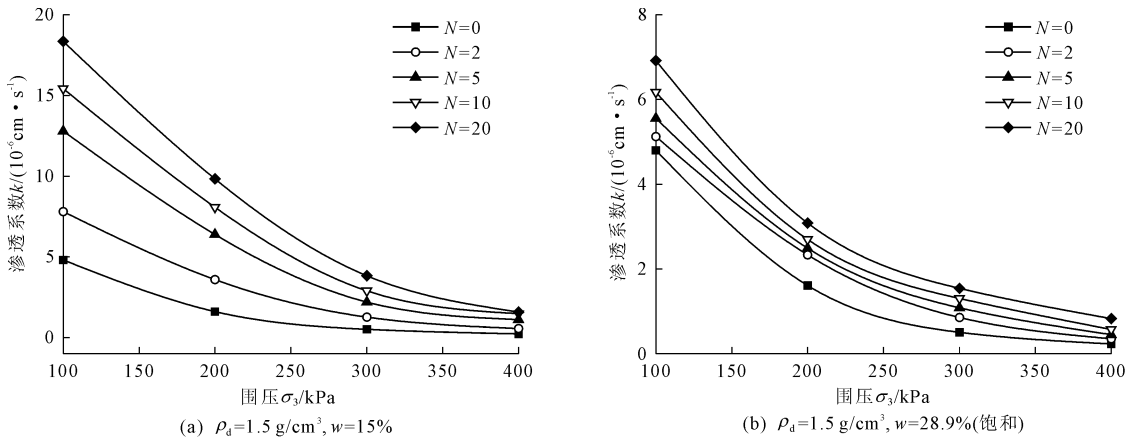 20
15
10
5
0
渗透系数k/(10⁻⁶cm·s⁻¹)
N=0
N=2
N=5
N=10
N=20
100 150 200 250 300 350 400
围压σ₃/kPa
(a) ρd=1.5 g/cm³, w=15%
8
6
4
2
0
渗透系数k/(10⁻⁶cm·s⁻¹)
N=0
N=2
N=5
N=10
N=20
100 150 200 250 300 350 400
围压σ₃/kPa
(b) ρd=1.5 g/cm³, w=28.9%(饱和)